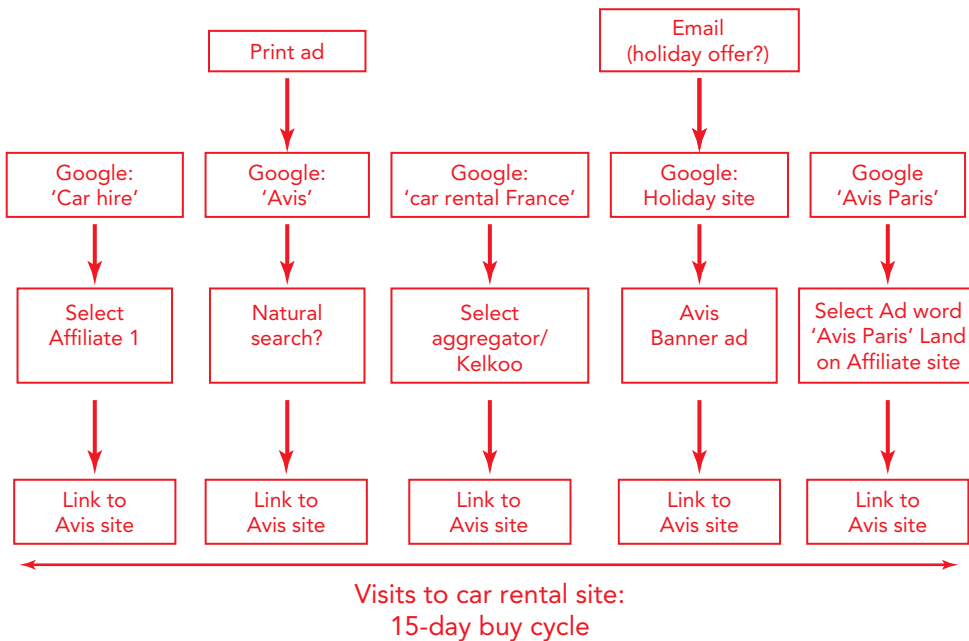 Print ad
Email
(holiday offer?)
Google:
‘Car hire’
Google:
‘Avis’
Google:
‘car rental France’
Google:
Holiday site
Google
‘Avis Paris’
Select
Affiliate 1
Natural
search?
Select
aggregator/
Kelkoo
Avis
Banner ad
Select Ad word
‘Avis Paris’ Land
on Affiliate site
Link to
Avis site
Link to
Avis site
Link to
Avis site
Link to
Avis site
Link to
Avis site
Visits to car rental site:
15-day buy cycle